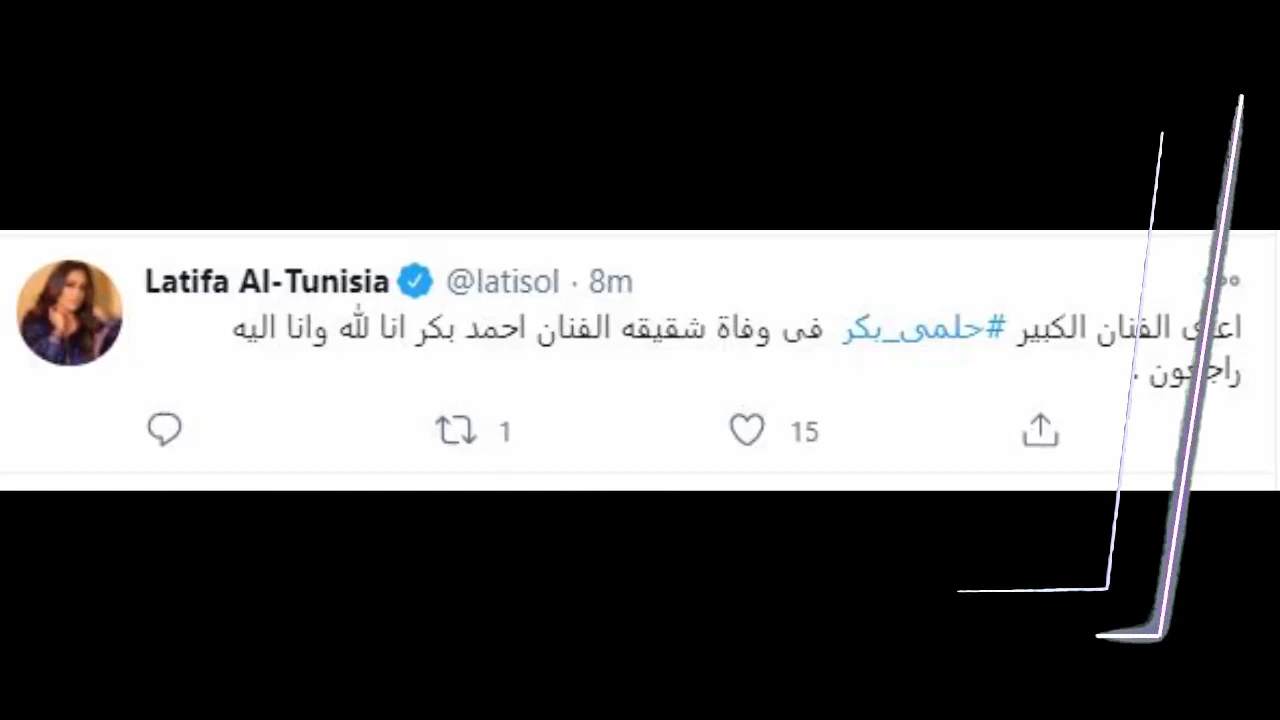 Latifa Al-Tunisia @latisol · 8m
اعزى الفنان الكبير #حلمى_بكر فى وفاة شقيقه الفنان احمد بكر انا لله وانا اليه
راجعون .
1 15